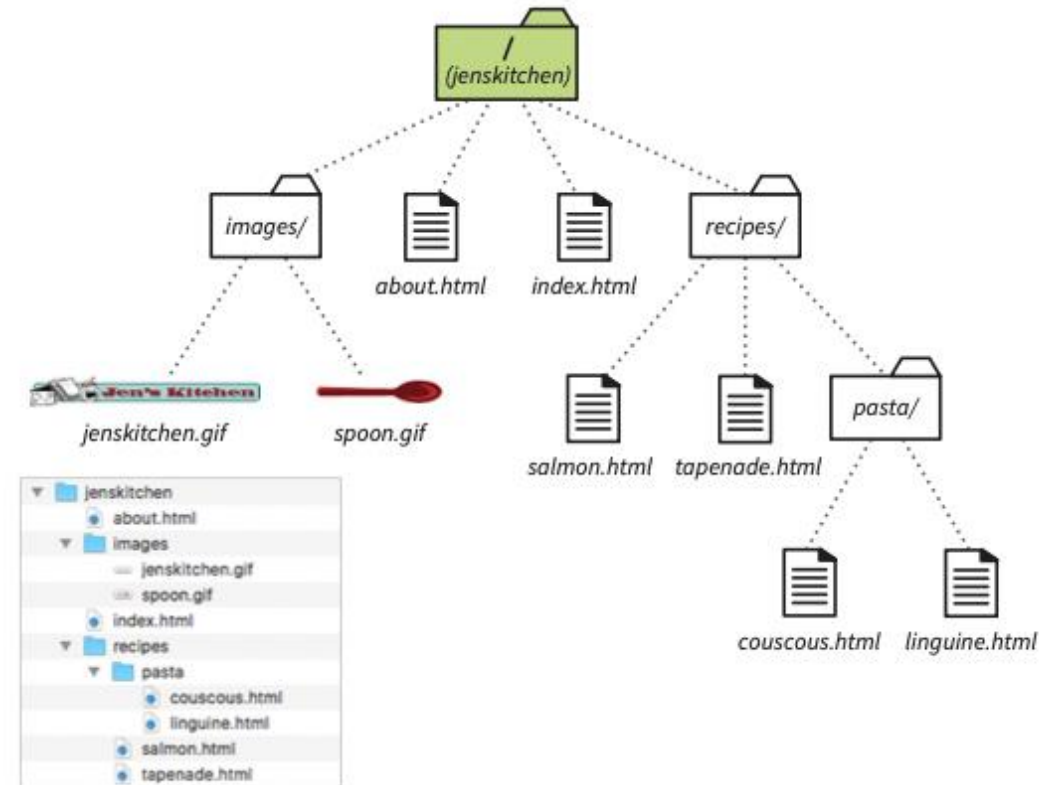 /
(jenskitchen)
images/
about.html
index.html
recipes/
Jen's Kitchen
jenskitchen.gif
spoon.gif
salmon.html
tapenade.html
pasta/
couscous.html
linguine.html
jenskitchen
about.html
images
jenskitchen.gif
spoon.gif
index.html
recipes
pasta
couscous.html
linguine.html
salmon.html
tapenade.html